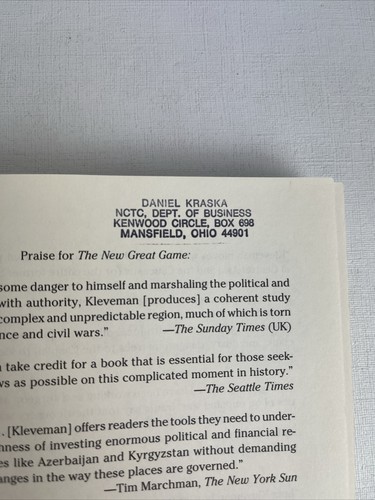 DANIEL KRASKA
NCTC, DEPT. OF BUSINESS
KENWOOD CIRCLE, BOX 698
MANSFIELD, OHIO 44901
Praise for The New Great Game:
some danger to himself and marshaling the political and
with authority, Kleveman [produces] a coherent study
complex and unpredictable region, much of which is torn
nce and civil wars." —The Sunday Times (UK)
take credit for a book that is essential for those seek-
ws as possible on this complicated moment in history."
—The Seattle Times
. [Kleveman] offers readers the tools they need to under-
nness of investing enormous political and financial re-
es like Azerbaijan and Kyrgyzstan without demanding
anges in the way these places are governed."
—Tim Marchman, The New York Sun